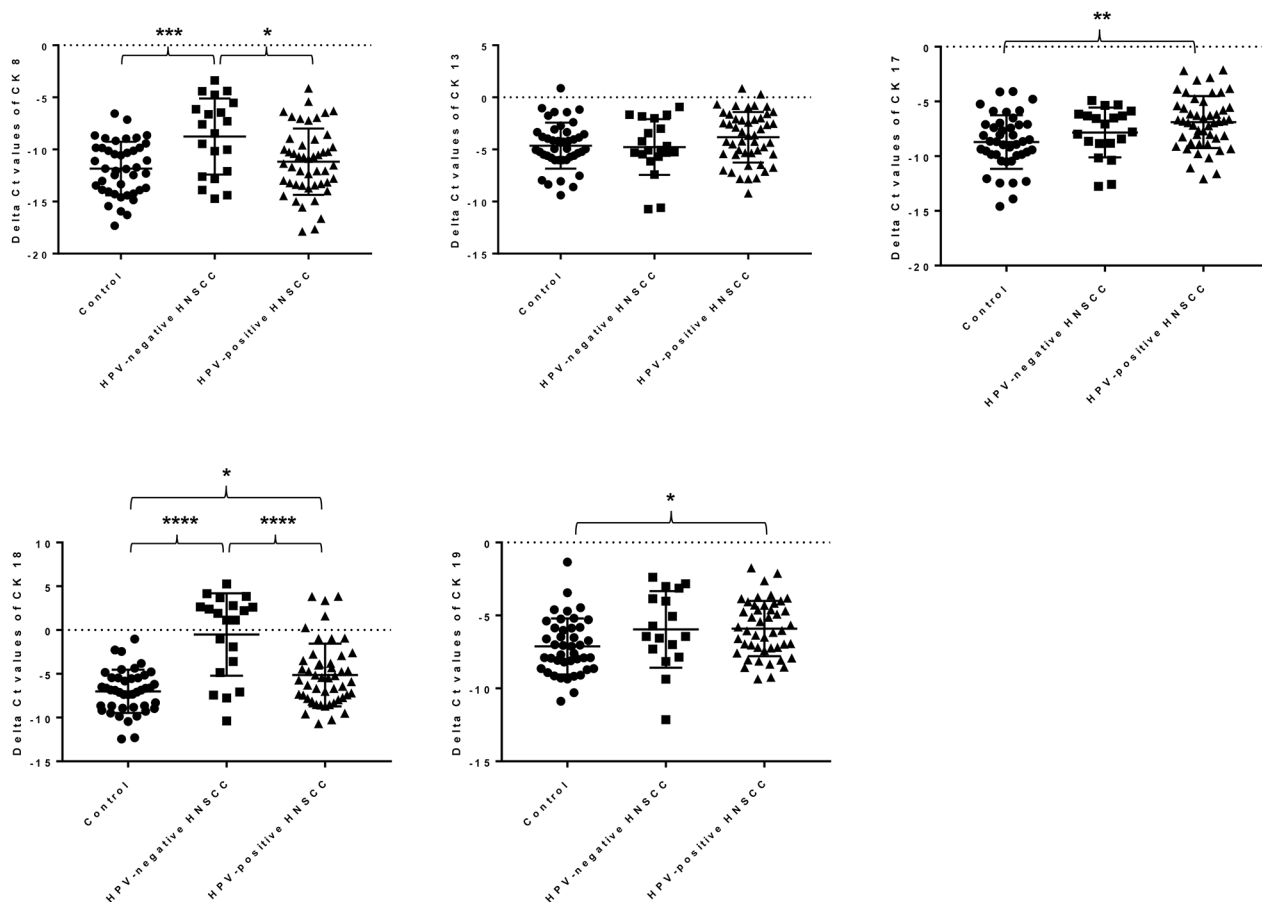 ***
*
0
-5
-10
-15
-20
Delta Ct values of CK 8
Control
HPV-negative HNSCC
HPV-positive HNSCC
5
0
-5
-10
-15
Delta Ct values of CK 13
Control
HPV-negative HNSCC
HPV-positive HNSCC
**
0
-5
-10
-15
-20
Delta Ct values of CK 17
Control
HPV-negative HNSCC
HPV-positive HNSCC
*
****
****
10
5
0
-5
-10
-15
Delta Ct values of CK 18
Control
HPV-negative HNSCC
HPV-positive HNSCC
*
0
-5
-10
-15
Delta Ct values of CK 19
Control
HPV-negative HNSCC
HPV-positive HNSCC